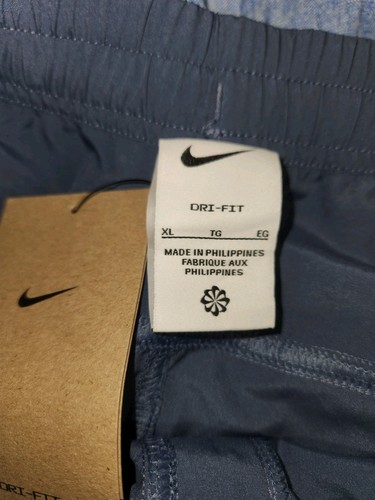 DRI-FIT
XL TG EG
MADE IN PHILIPPINES
FABRIQUE AUX
PHILIPPINES
DRI-FIT